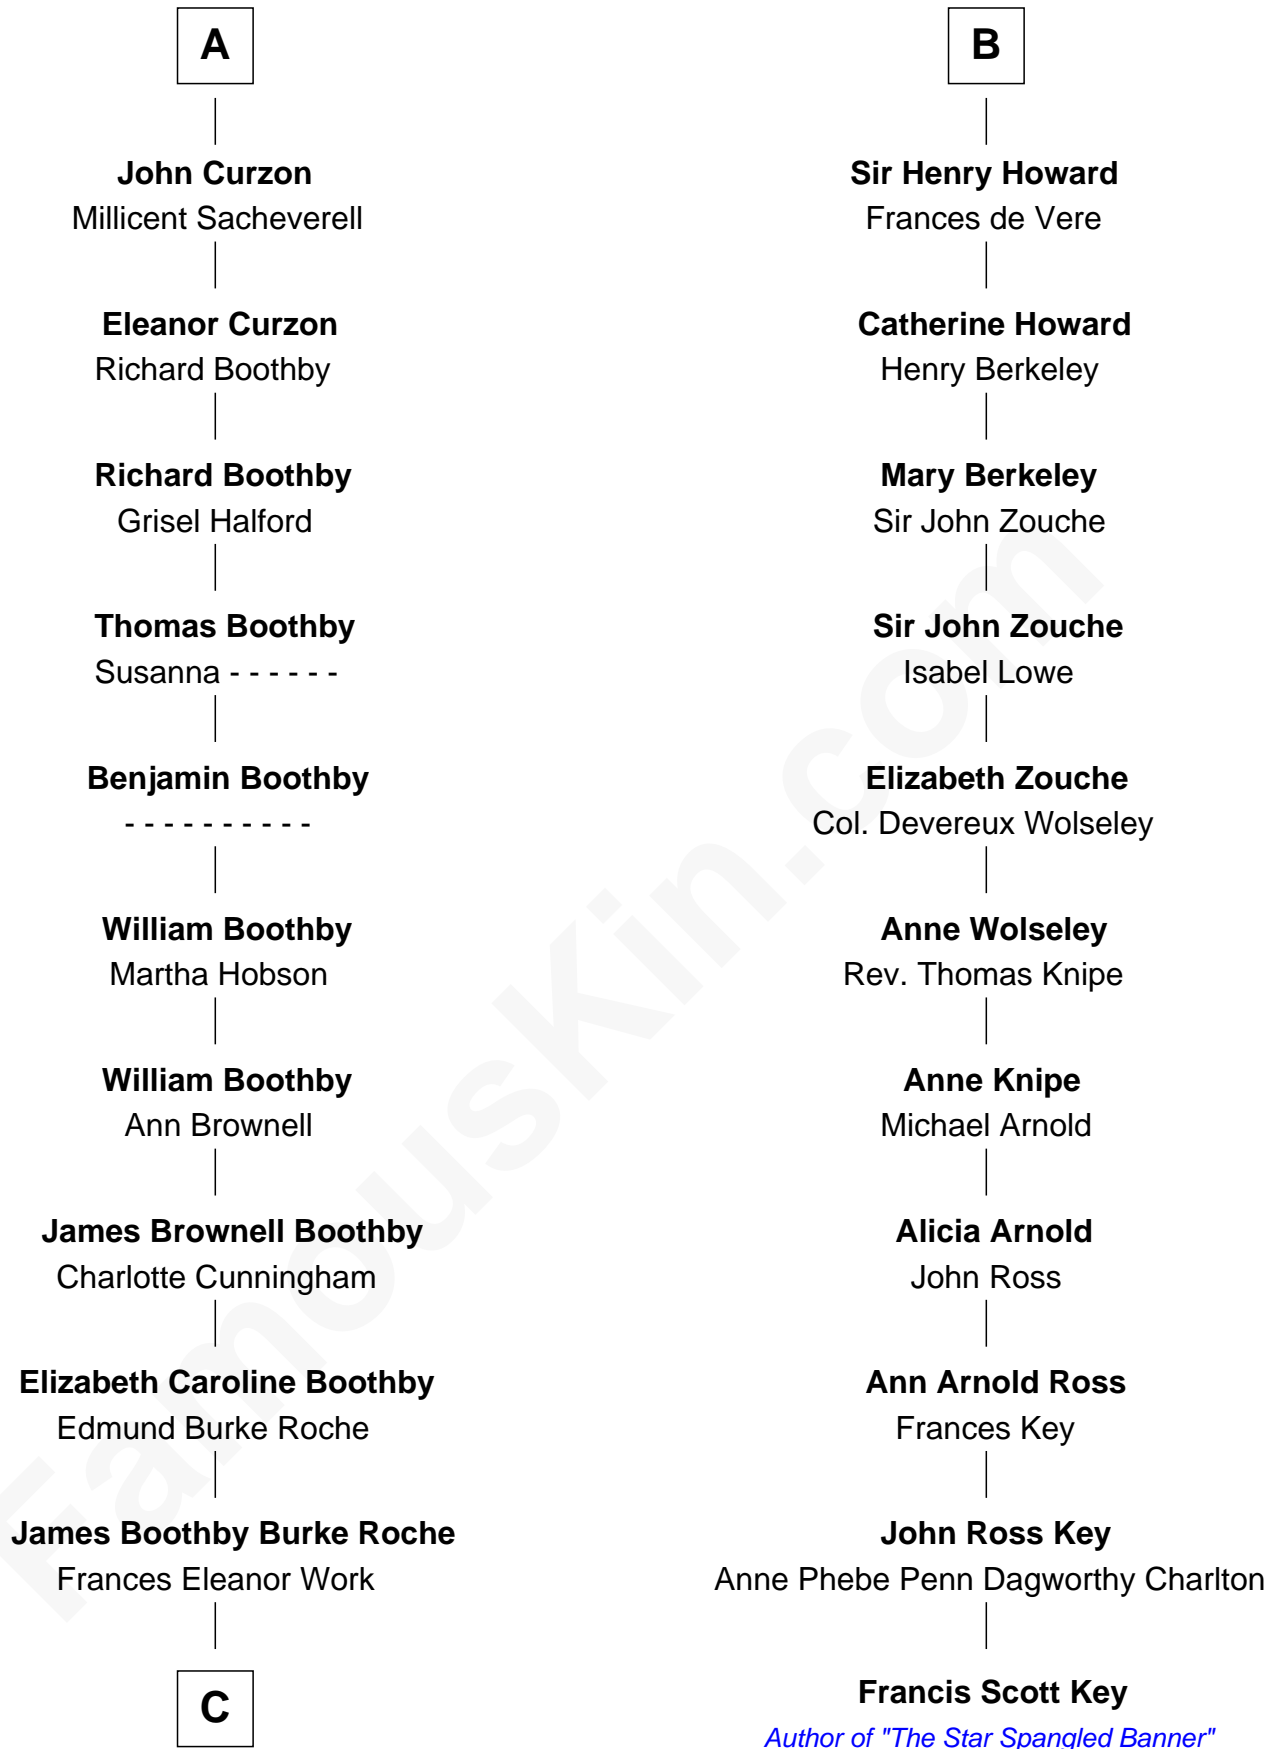 A
John Curzon
Millicent Sacheverell
Eleanor Curzon
Richard Boothby
Richard Boothby
Grisel Halford
Thomas Boothby
Susanna - - - - - -
Benjamin Boothby
- - - - - - - - - -
William Boothby
Martha Hobson
William Boothby
Ann Brownell
James Brownell Boothby
Charlotte Cunningham
Elizabeth Caroline Boothby
Edmund Burke Roche
James Boothby Burke Roche
Frances Eleanor Work
C
B
Sir Henry Howard
Frances de Vere
Catherine Howard
Henry Berkeley
Mary Berkeley
Sir John Zouche
Sir John Zouche
Isabel Lowe
Elizabeth Zouche
Col. Devereux Wolseley
Anne Wolseley
Rev. Thomas Knipe
Anne Knipe
Michael Arnold
Alicia Arnold
John Ross
Ann Arnold Ross
Frances Key
John Ross Key
Anne Phebe Penn Dagworthy Charlton
Francis Scott Key
Author of "The Star Spangled Banner"
FamousKin.com